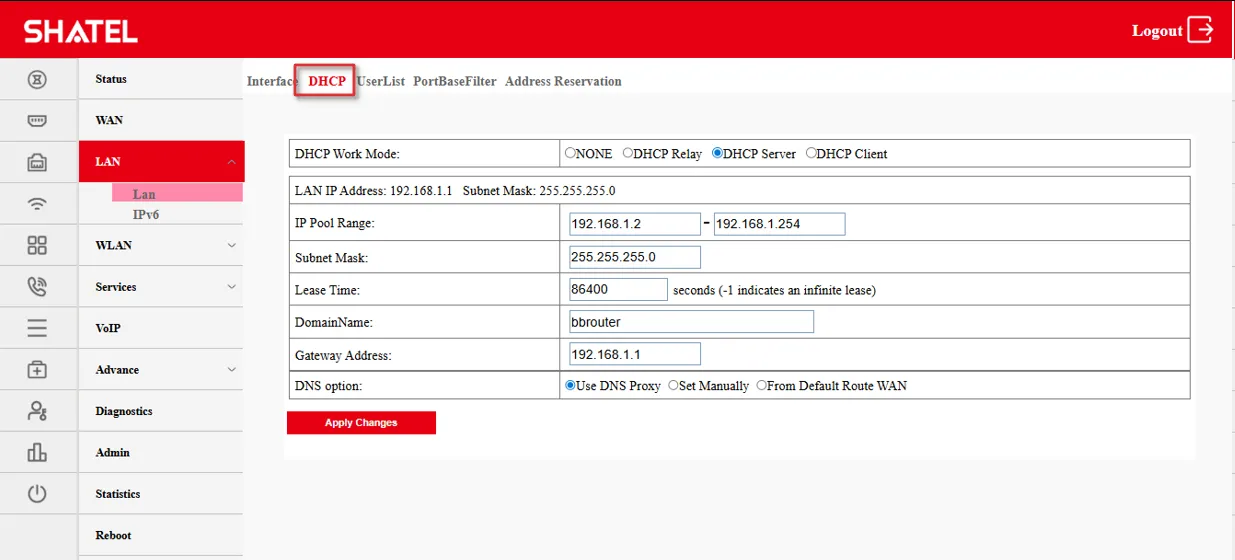 SHATEL
Logout
Status
WAN
LAN
Lan
IPv6
WLAN
Services
VoIP
Advance
Diagnostics
Admin
Statistics
Reboot
Interface DHCP UserList PortBaseFilter Address Reservation
DHCP Work Mode: NONE DHCP Relay DHCP Server DHCP Client
LAN IP Address: 192.168.1.1 Subnet Mask: 255.255.255.0
IP Pool Range: 192.168.1.2 - 192.168.1.254
Subnet Mask: 255.255.255.0
Lease Time: 86400 seconds (-1 indicates an infinite lease)
DomainName: bbrouter
Gateway Address: 192.168.1.1
DNS option: Use DNS Proxy Set Manually From Default Route WAN
Apply Changes